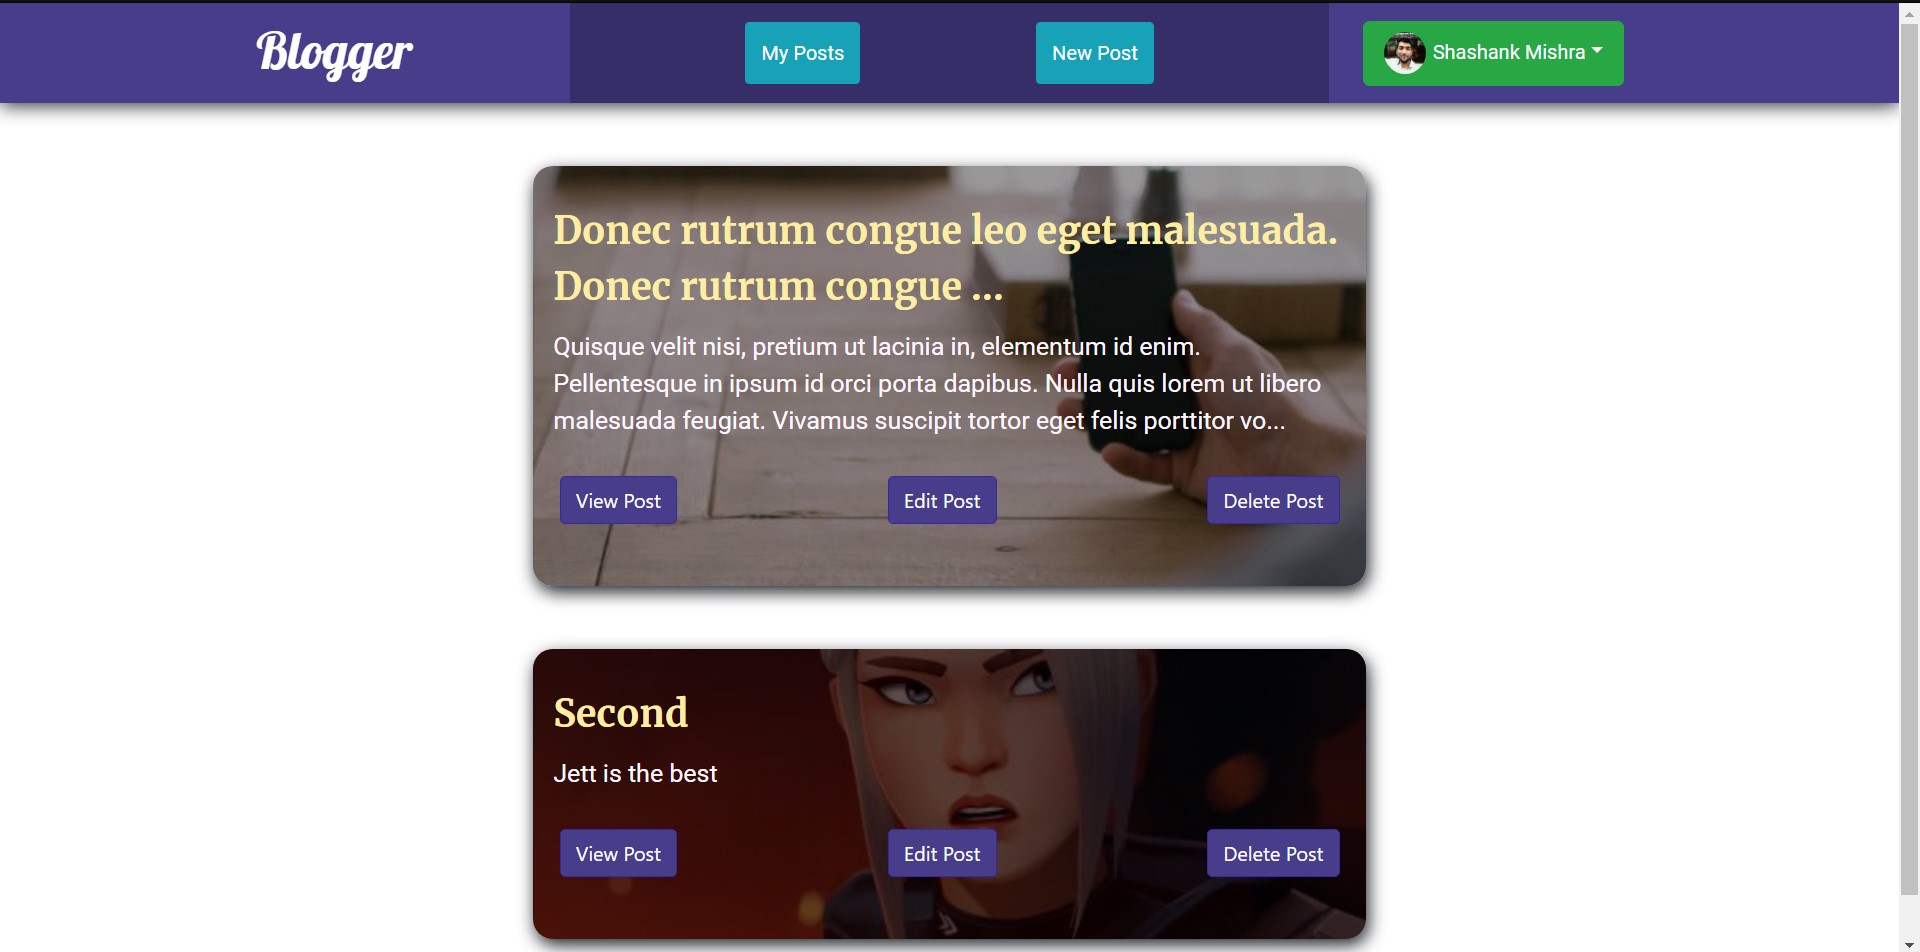 Blogger
My Posts
New Post
Shashank Mishra
Donec rutrum congue leo eget malesuada.
Donec rutrum congue ...
Quisque velit nisi, pretium ut lacinia in, elementum id enim.
Pellentesque in ipsum id orci porta dapibus. Nulla quis lorem ut libero
malesuada feugiat. Vivamus suscipit tortor eget felis porttitor vo...
View Post
Edit Post
Delete Post
Second
Jett is the best
View Post
Edit Post
Delete Post